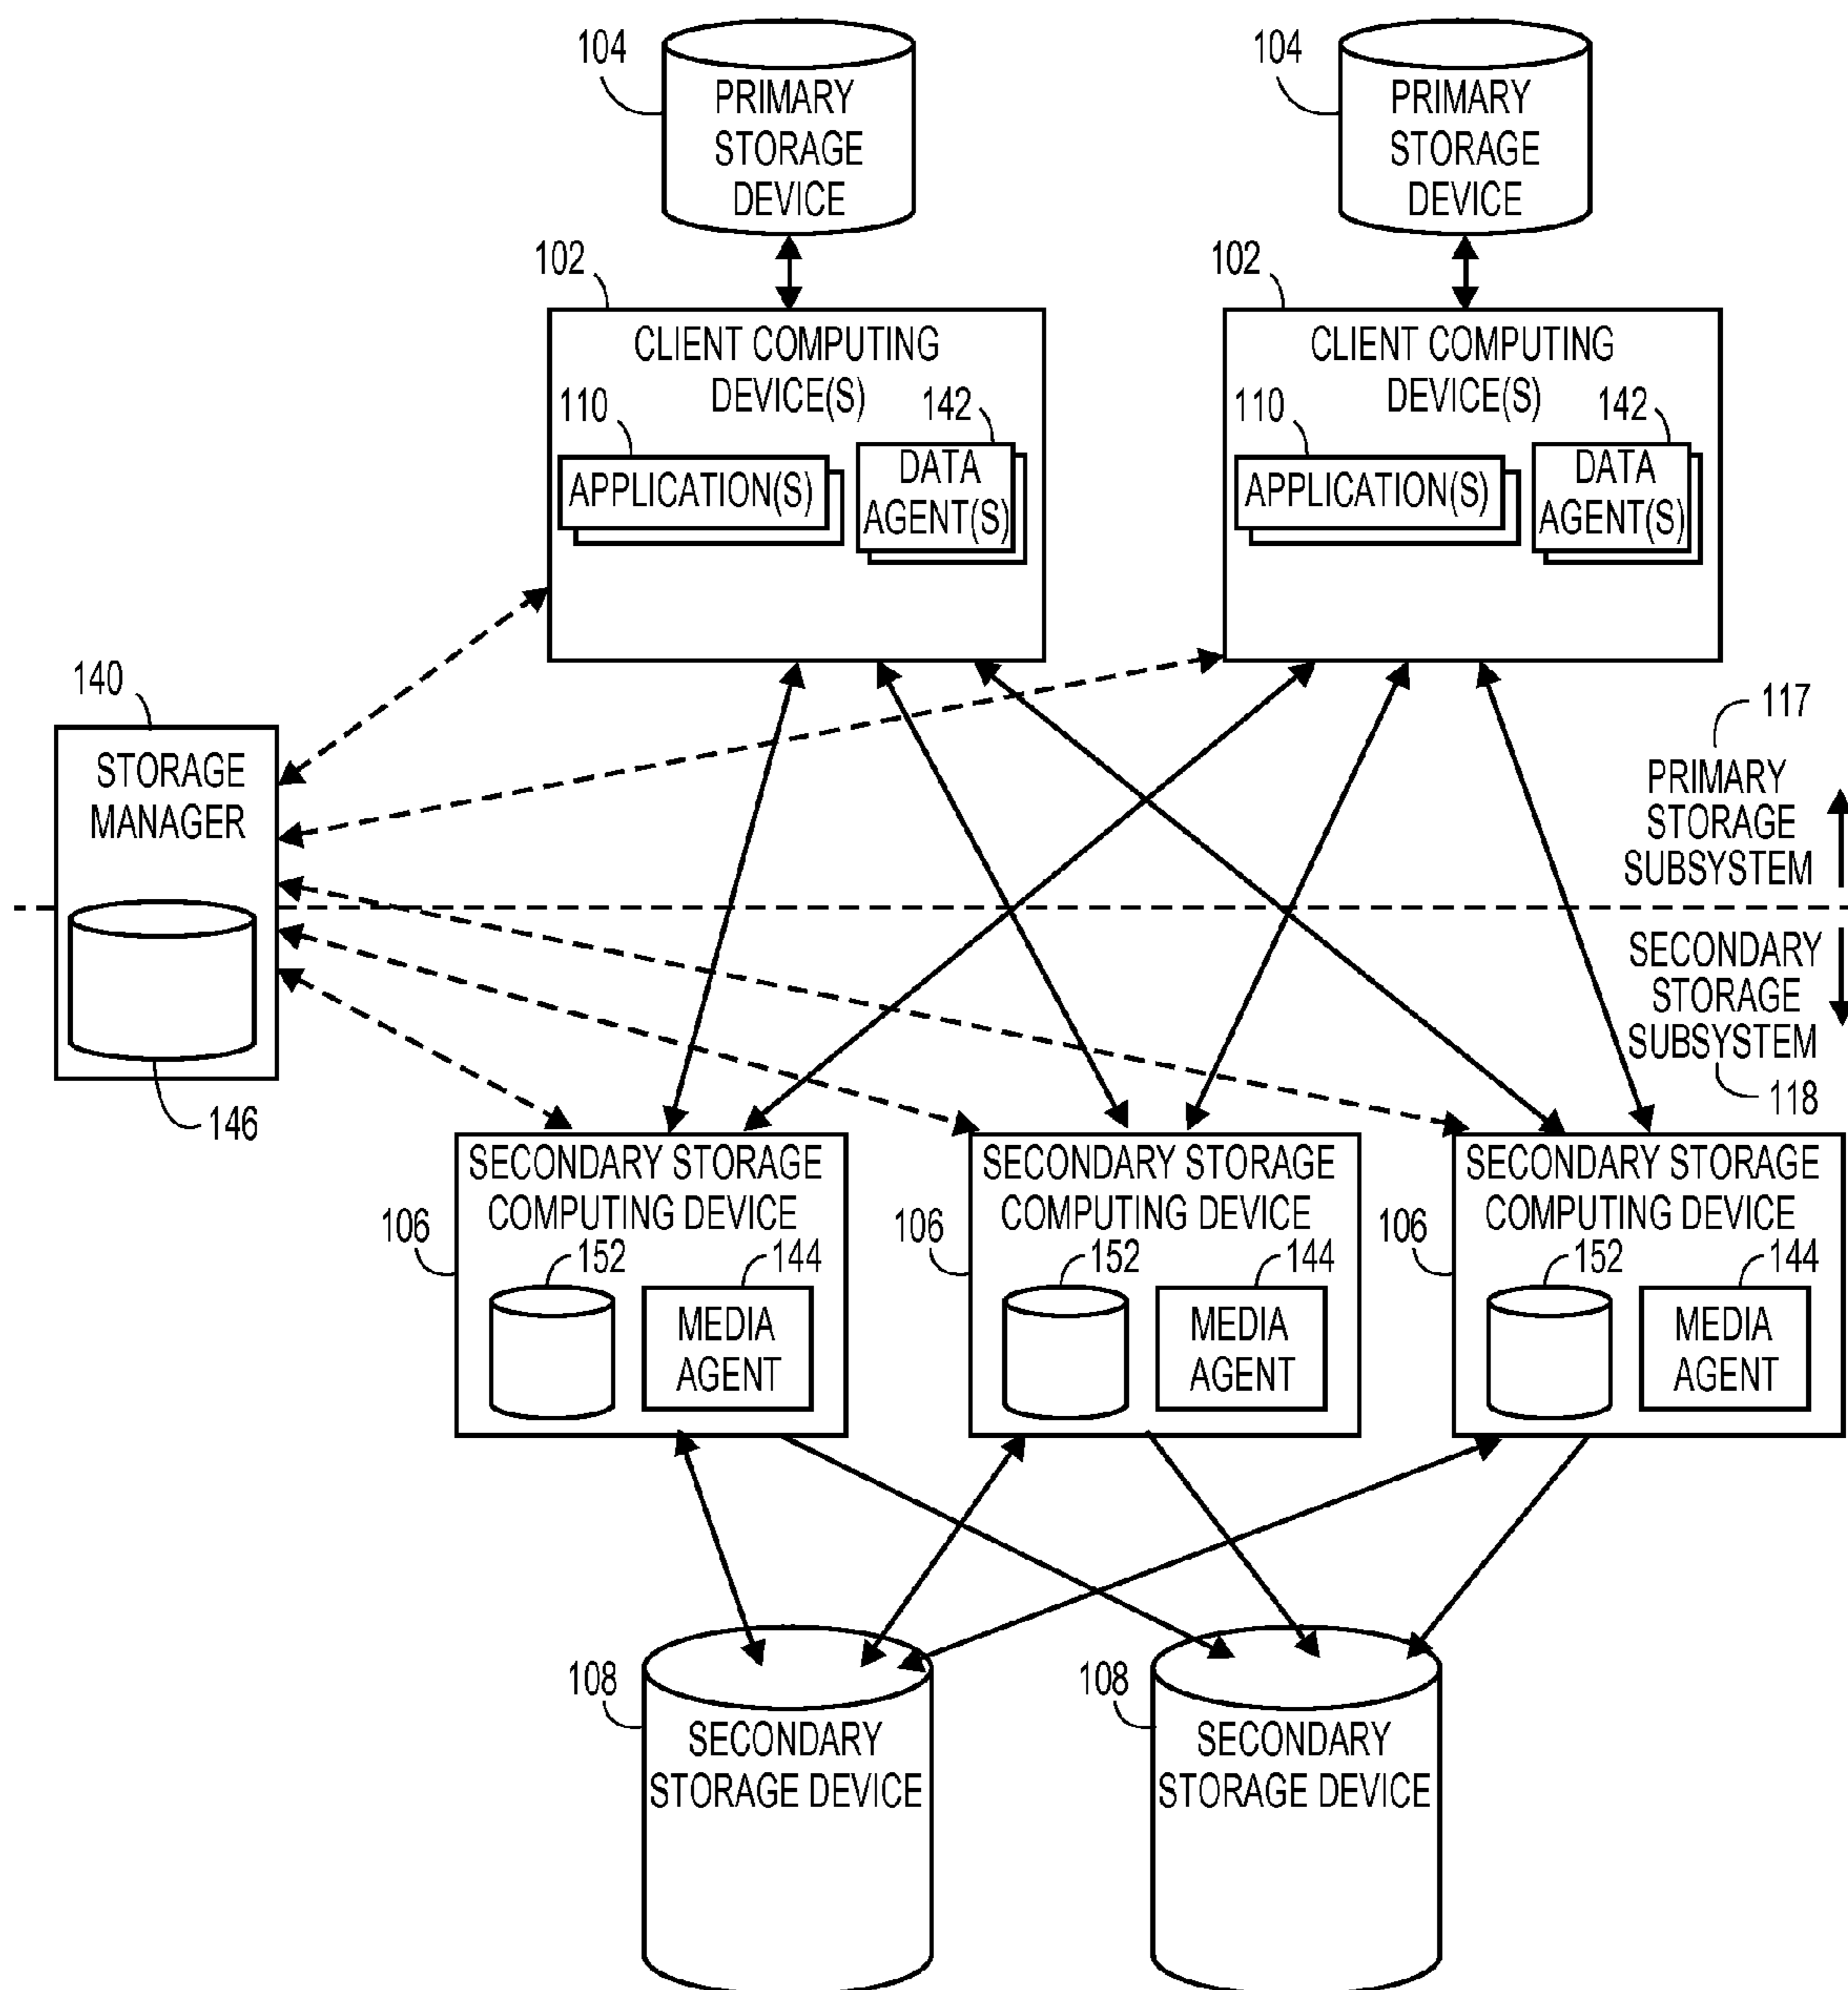 104
PRIMARY
STORAGE
DEVICE
104
PRIMARY
STORAGE
DEVICE
102
CLIENT COMPUTING
DEVICE(S)
110
142
APPLICATION(S)
DATA
AGENT(S)
102
CLIENT COMPUTING
DEVICE(S)
110
142
APPLICATION(S)
DATA
AGENT(S)
140
STORAGE
MANAGER
146
117
PRIMARY
STORAGE
SUBSYSTEM
SECONDARY
STORAGE
SUBSYSTEM
118
SECONDARY STORAGE
COMPUTING DEVICE
106
152
144
MEDIA
AGENT
SECONDARY STORAGE
COMPUTING DEVICE
106
152
144
MEDIA
AGENT
SECONDARY STORAGE
COMPUTING DEVICE
106
152
144
MEDIA
AGENT
108
SECONDARY
STORAGE DEVICE
108
SECONDARY
STORAGE DEVICE